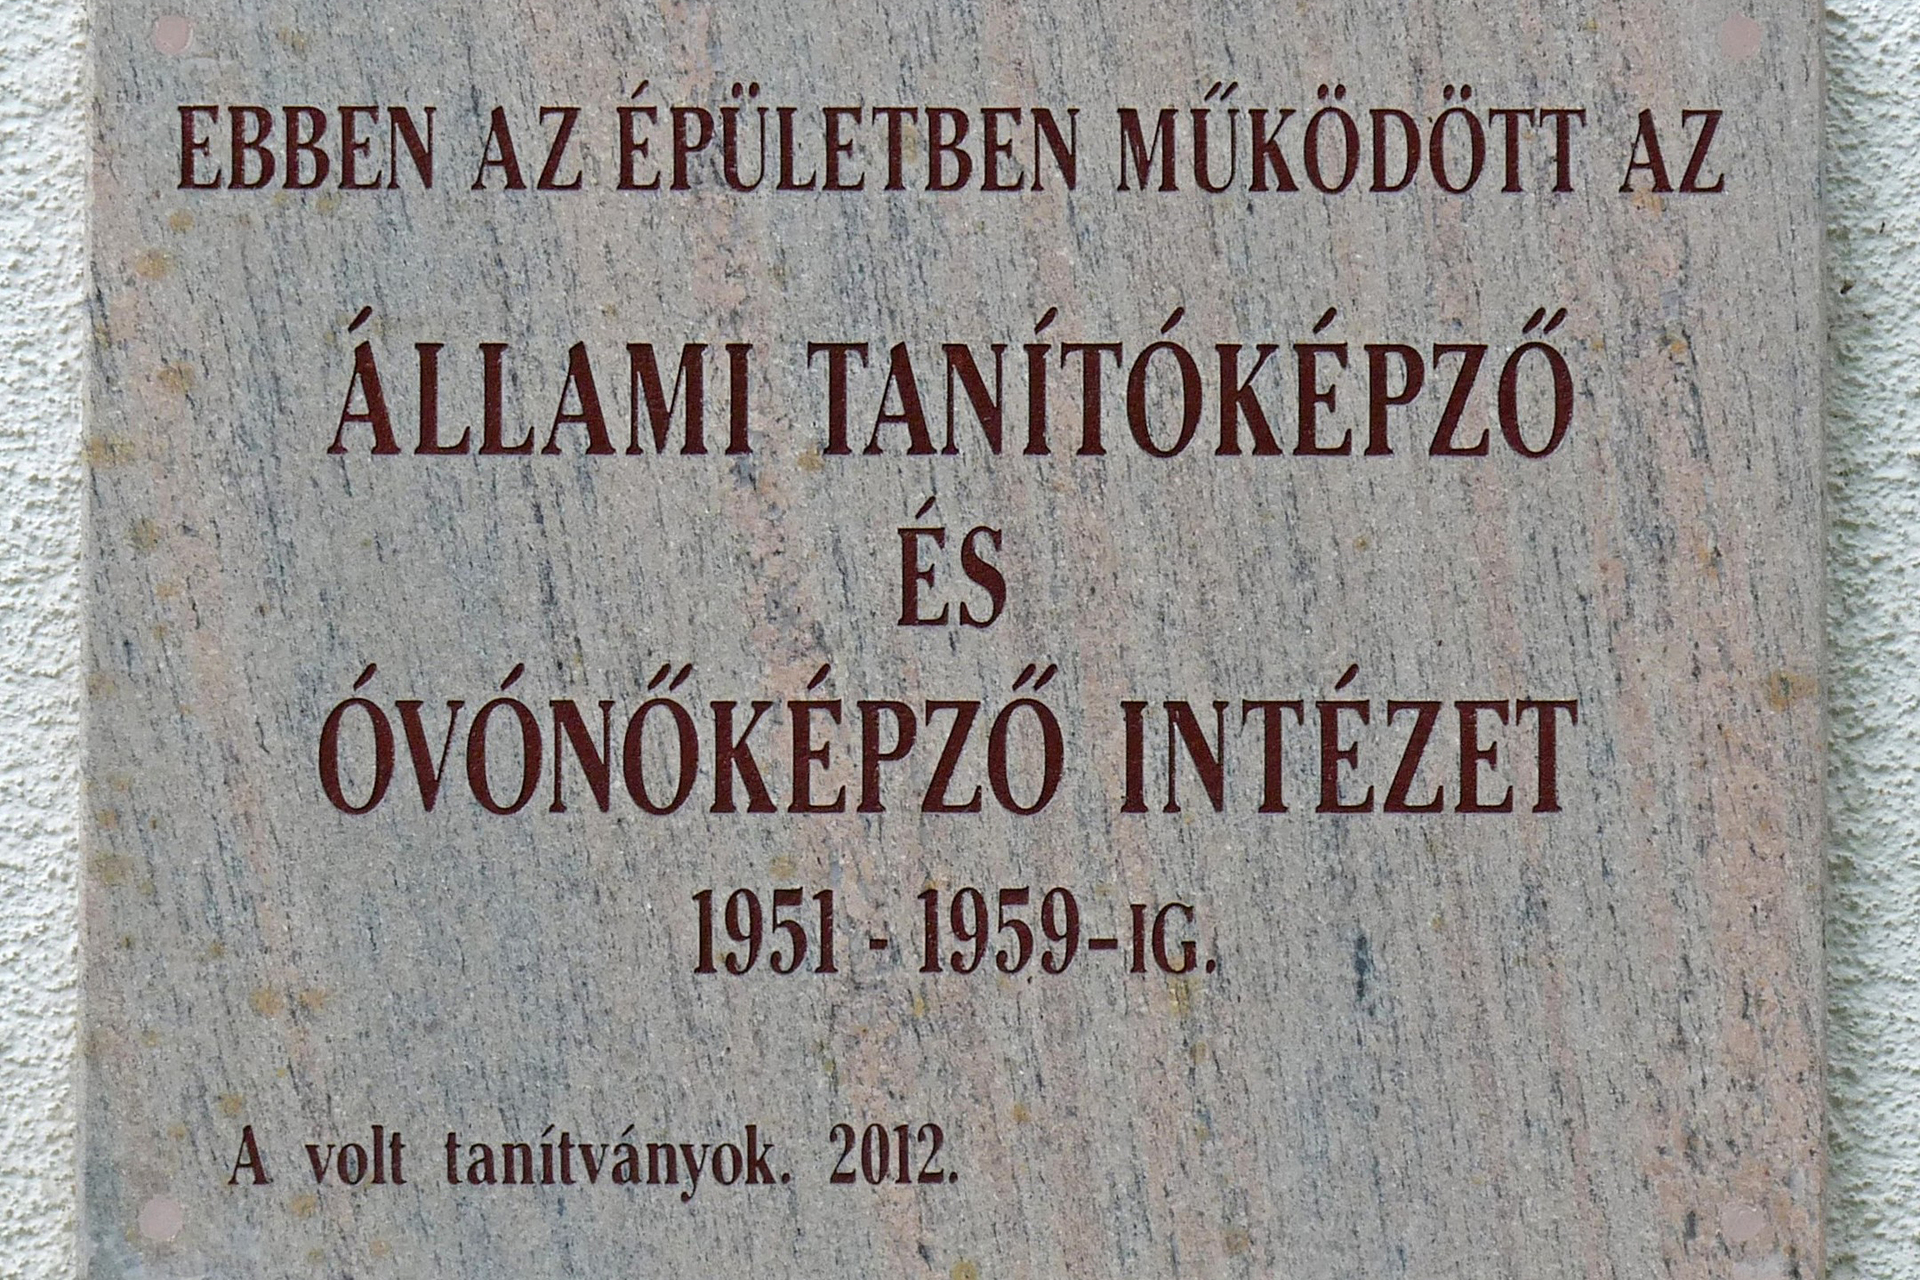 EBBEN AZ ÉPÜLETBEN MŰKÖDÖTT AZ
ÁLLAMI TANÍTÓKÉPZŐ
ÉS
ÓVÓNŐKÉPZŐ INTÉZET
1951 - 1959-IG.
A volt tanítványok. 2012.